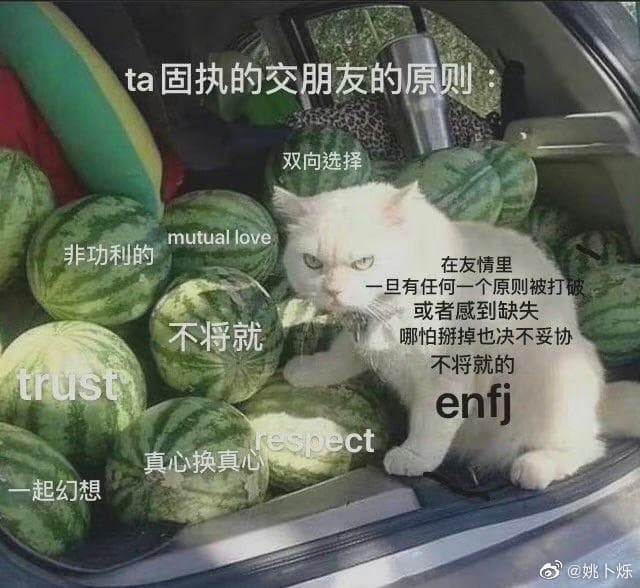 ta固执的交朋友的原则：
双向选择
mutual love
非功利的
不将就
trust
respect
真心换真心
一起幻想
在友情里
一旦有任何一个原则被打破
或者感到缺失
哪怕掰掉也决不妥协
不将就的
enfj
@姚卜烁